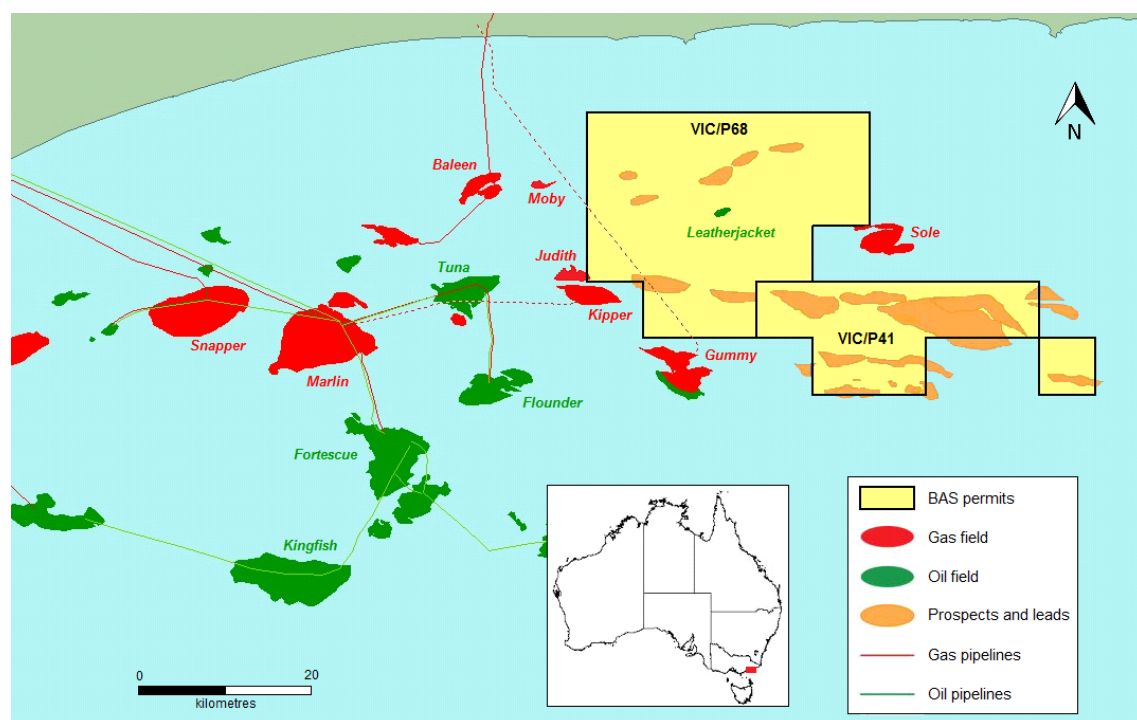 VIC/P68
Baleen
Moby
Leatherjacket
Sole
Judith
Tuna
Kipper
Snapper
VIC/P41
Gummy
Marlin
Flounder
Fortescue
Kingfish
N
BAS permits
Gas field
Oil field
Prospects and leads
Gas pipelines
Oil pipelines
0 20
kilometres